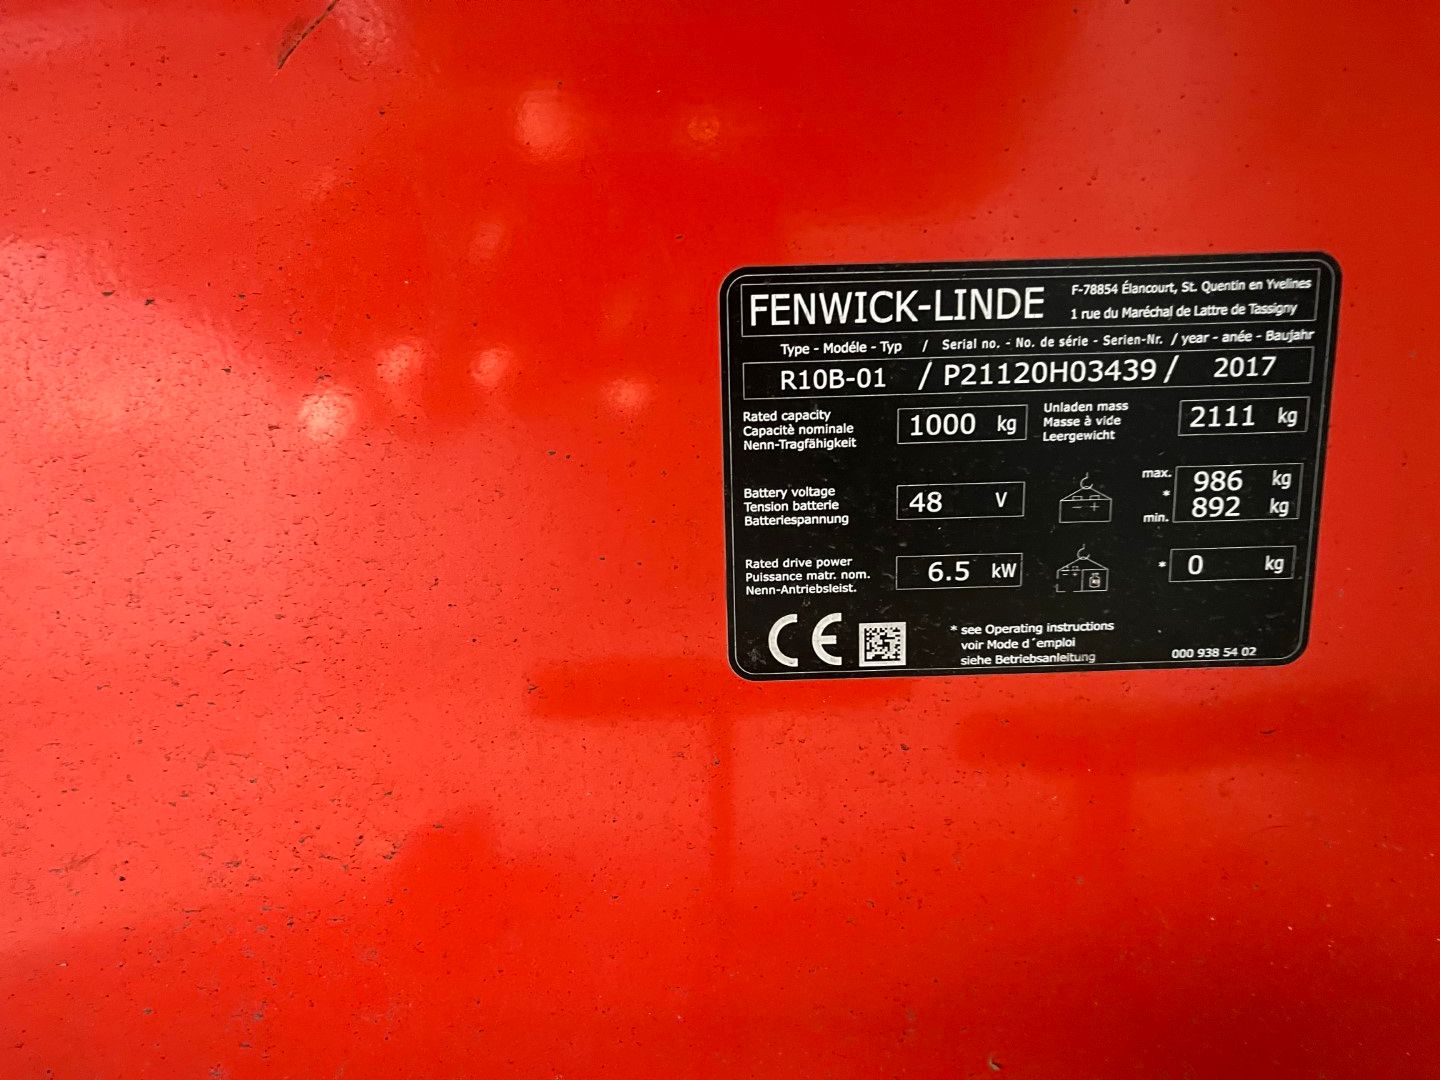 FENWICK-LINDE
F-78854 Élancourt, St. Quentin en Yvelines
1 rue du Maréchal de Lattre de Tassigny
Type - Modéle - Typ / Serial no. - No. de série - Serien-Nr. / year - anée - Baujahr
R10B-01 / P21120H03439 / 2017
Rated capacity
Capacitè nominale
Nenn-Tragfähigkeit
1000 kg
Unladen mass
Masse à vide
Leergewicht
2111 kg
Battery voltage
Tension batterie
Batteriespannung
48 V
max. 986 kg
*
min. 892 kg
Rated drive power
Puissance matr. nom.
Nenn-Antriebsleist.
6.5 kW
* 0 kg
CE
* see Operating instructions
voir Mode d´emploi
siehe Betriebsanleitung
000 938 54 02